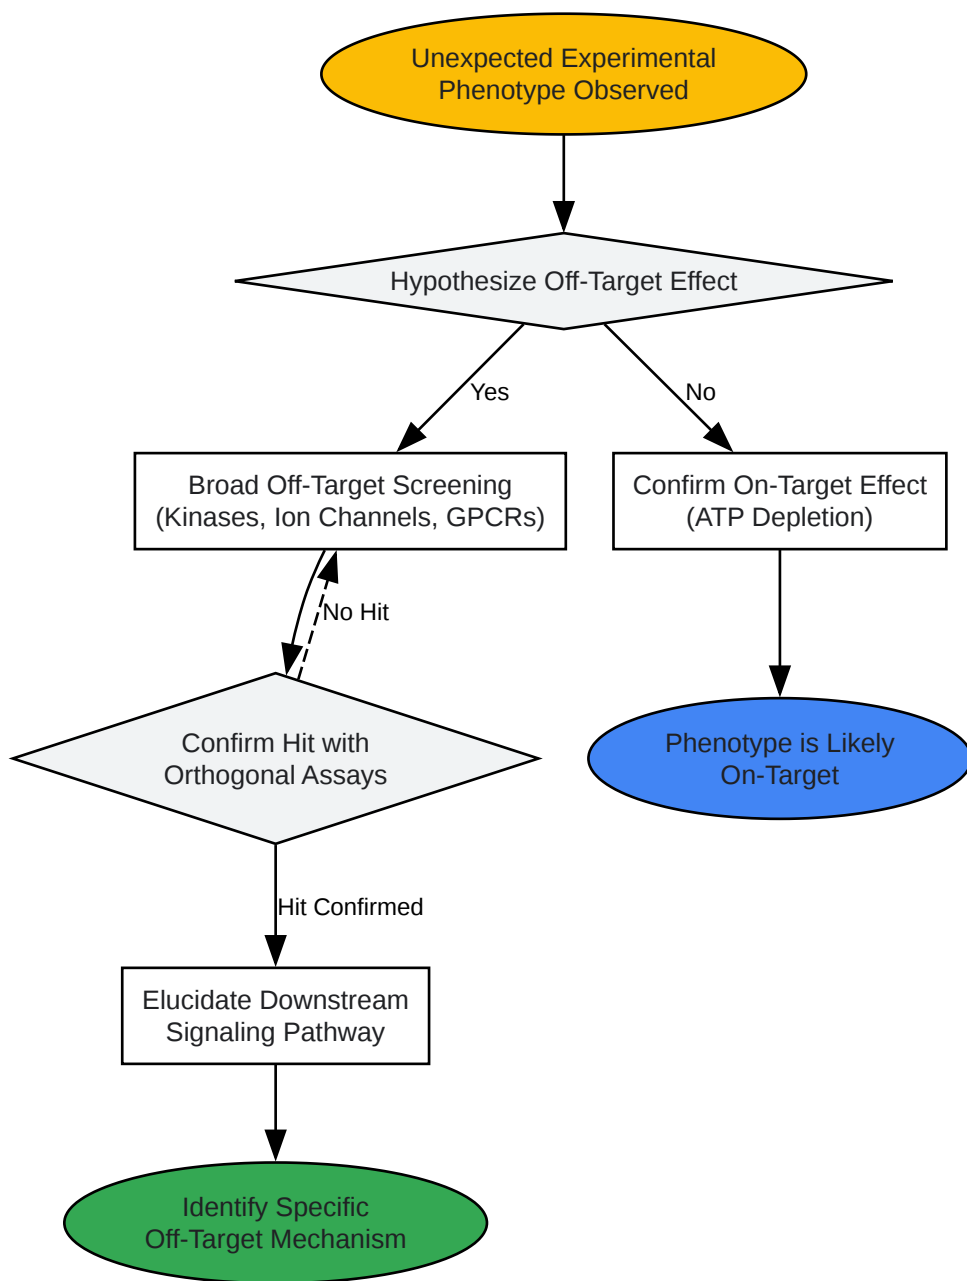 Unexpected Experimental
Phenotype Observed
Hypothesize Off-Target Effect
Yes
No
Broad Off-Target Screening
(Kinases, Ion Channels, GPCRs)
Confirm On-Target Effect
(ATP Depletion)
No Hit
Confirm Hit with
Orthogonal Assays
Phenotype is Likely
On-Target
Hit Confirmed
Elucidate Downstream
Signaling Pathway
Identify Specific
Off-Target Mechanism